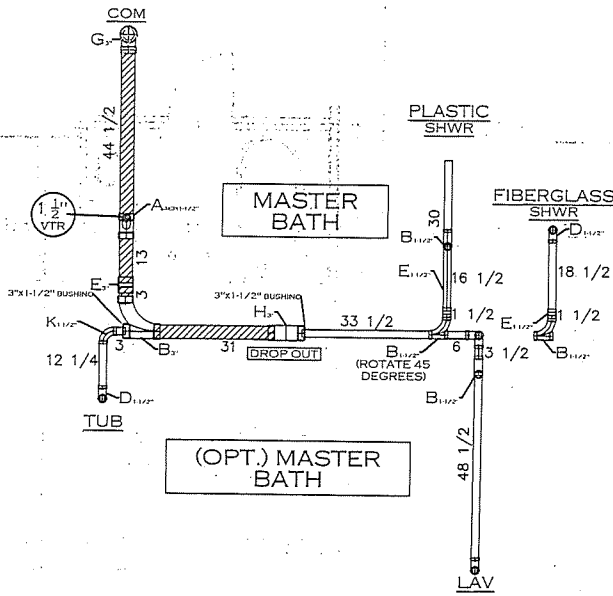 COM
G3"
44 1/2
PLASTIC
SHWR
FIBERGLASS
SHWR
MASTER
BATH
1 1/2"
VTR
A
30
B1-1/2"
D1-1/2"
13
E1-1/2"
16 1/2
18 1/2
E3"
3
3"x1-1/2" BUSHING
3"x1-1/2" BUSHING
1 1/2
E1-1/2"
1 1/2
K1-1/2"
33 1/2
H3"
3
B3"
31
DROP OUT
B1-1/2"
(ROTATE 45
DEGREES)
6
3 1/2
B1-1/2"
12 1/4
D1-1/2"
B1-1/2"
TUB
(OPT.) MASTER
BATH
48 1/2
LAV